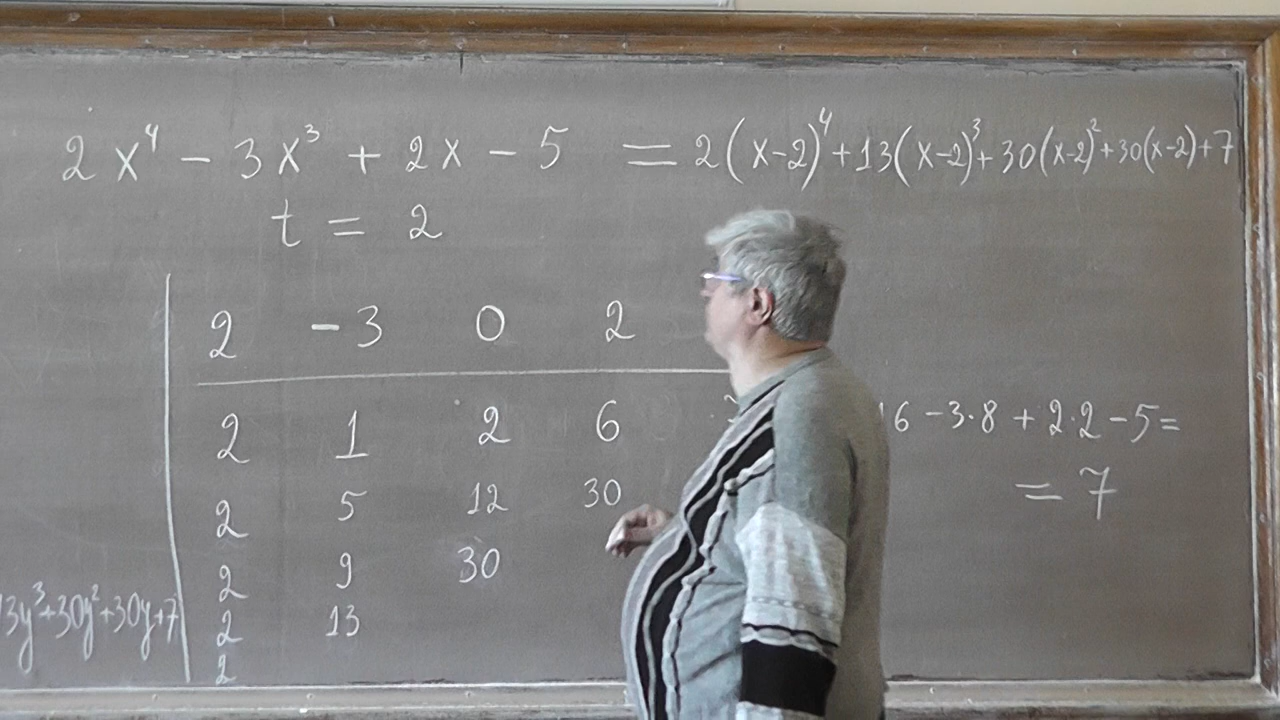 2x⁴ − 3x³ + 2x − 5 = 2(x−2)⁴+13(x−2)³+30(x−2)²+30(x−2)+7
t = 2
2 −3 0 2
2 1 2 6
16 −3·8 + 2·2 −5=
= 7
2 5 12 30
2 9 30
2 13
2
3y³+30y²+30y+7